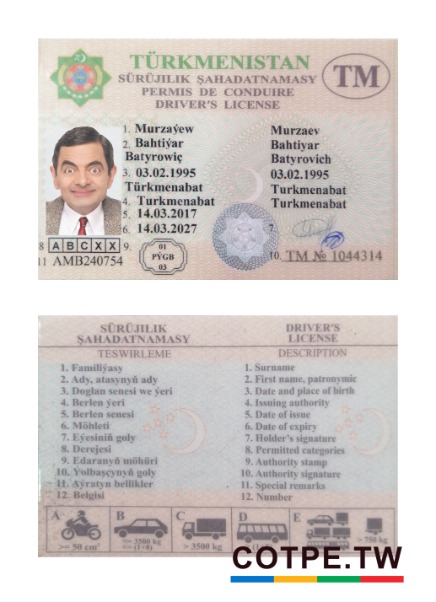 TÜRKMENISTAN
SÜRÜJILIK ŞAHADATNAMASY
PERMIS DE CONDUIRE
DRIVER'S LICENSE
TM
1. Murzaýew Murzaev
2. Bahtiýar Bahtiyar
Batyrowiç Batyrovich
3. 03.02.1995 03.02.1995
Türkmenabat Turkmenabat
4. Turkmenabat Turkmenabat
5. 14.03.2017
6. 14.03.2027 7.
8 A B C X X 9. 01
PÝGB
03
10. TM № 1044314
11 AMB240754
SÜRÜJILIK
ŞAHADATNAMASY
TESWIRLEME
1. Familiýasy
2. Ady, atasynyň ady
3. Doglan senesi we ýeri
4. Berlen ýeri
5. Berlen senesi
6. Möhleti
7. Eýesiniň goly
8. Derejesi
9. Edaranyň möhüri
10. Ýolbaşçynyň goly
11. Aýratyn bellikler
12. Belgisi
DRIVER'S
LICENSE
DESCRIPTION
1. Surname
2. First name, patronymic
3. Date and place of birth
4. Issuing authority
5. Date of issue
6. Date of expiry
7. Holder's signature
8. Permitted categories
9. Authority stamp
10. Authority signature
11. Special remarks
12. Number
A B C D E
>= 50 cm³ <= 3500 kg > 3500 kg > 750 kg
<= (1+8)
COTPE.TW